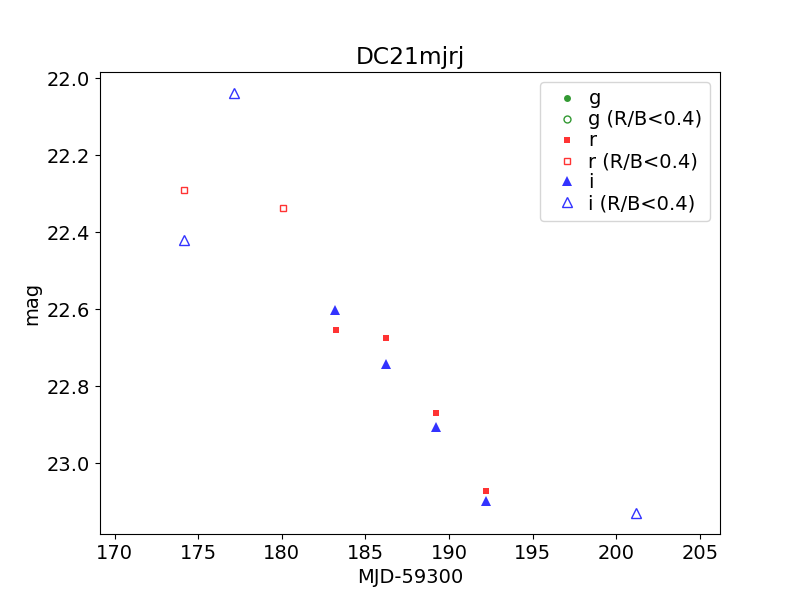 DC21mjrj
22.0
22.2
22.4
22.6
22.8
23.0
mag
g
g (R/B<0.4)
r
r (R/B<0.4)
i
i (R/B<0.4)
170 175 180 185 190 195 200 205
MJD-59300